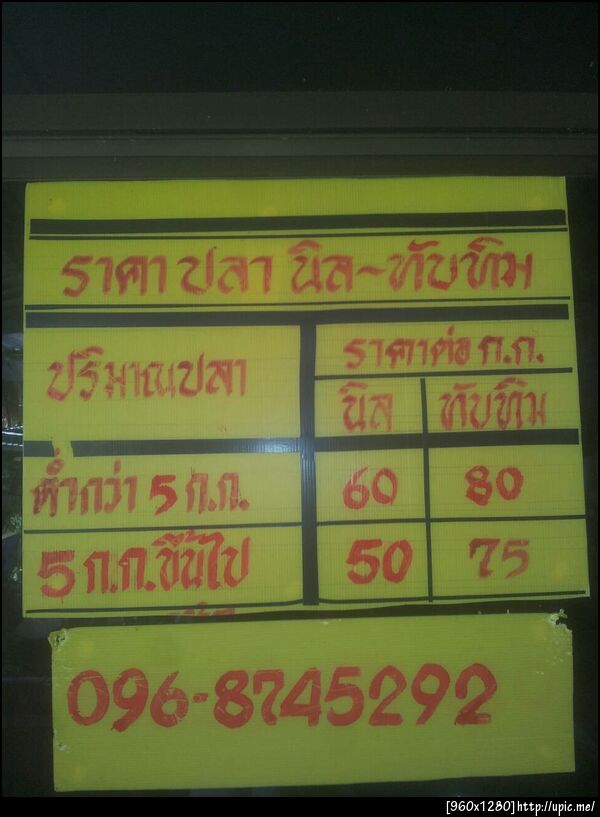 ราคา ปลา นิล~ทับทิม
ปริมาณปลา
ราคาต่อ ก.ก.
นิล ทับทิม
ต่ำกว่า 5 ก.ก. 60 80
5 ก.ก.ขึ้นไป 50 75
096-8745292
[960x1280]http://upic.me/